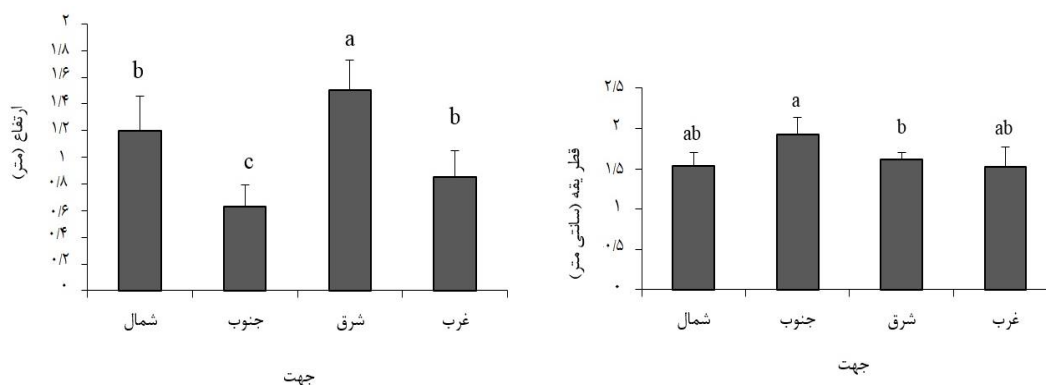 ارتفاع (متر)
۲
۱/۸
۱/۶
۱/۴
۱/۲
۱
۰/۸
۰/۶
۰/۴
۰/۲
۰
b
c
a
b
شمال جنوب شرق غرب
جهت
قطر یقه (سانتی متر)
۲/۵
۲
۱/۵
۱
۰/۵
۰
ab
a
b
ab
شمال جنوب شرق غرب
جهت